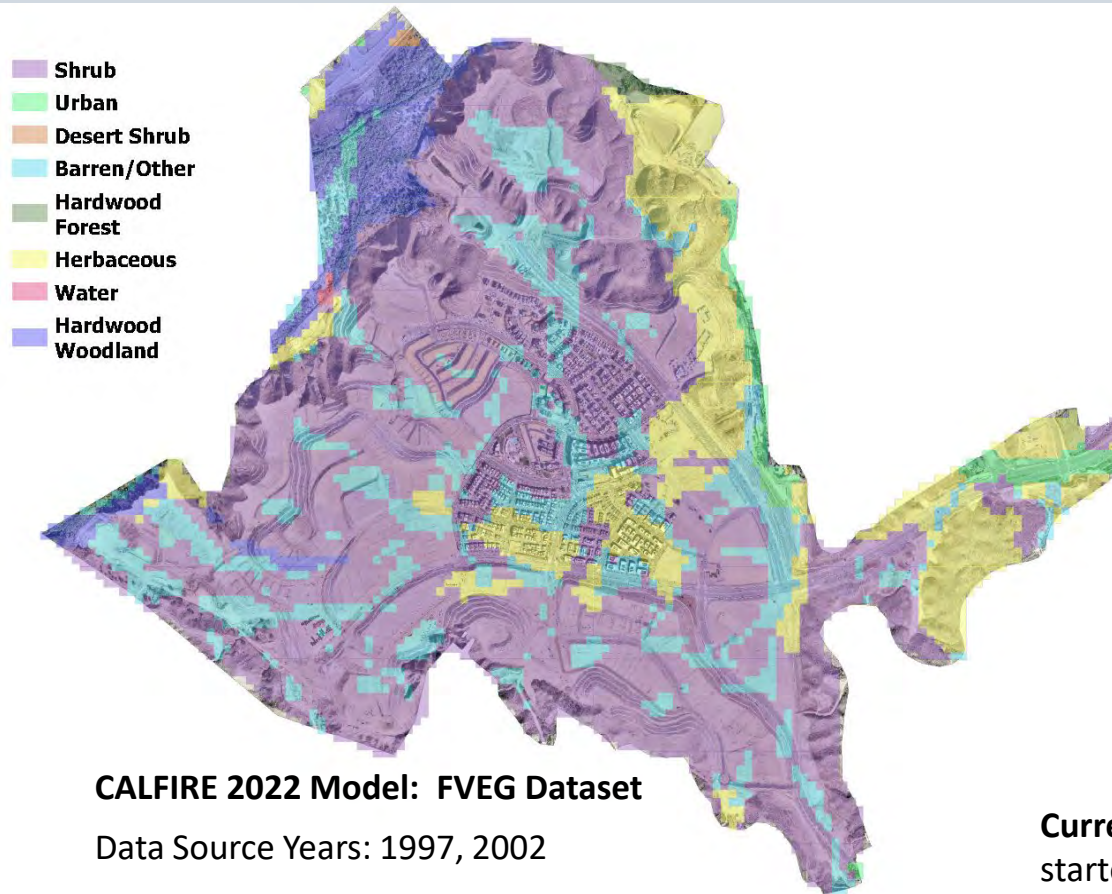 Shrub
Urban
Desert Shrub
Barren/Other
Hardwood
Forest
Herbaceous
Water
Hardwood
Woodland
CALFIRE 2022 Model: FVEG Dataset
Data Source Years: 1997, 2002